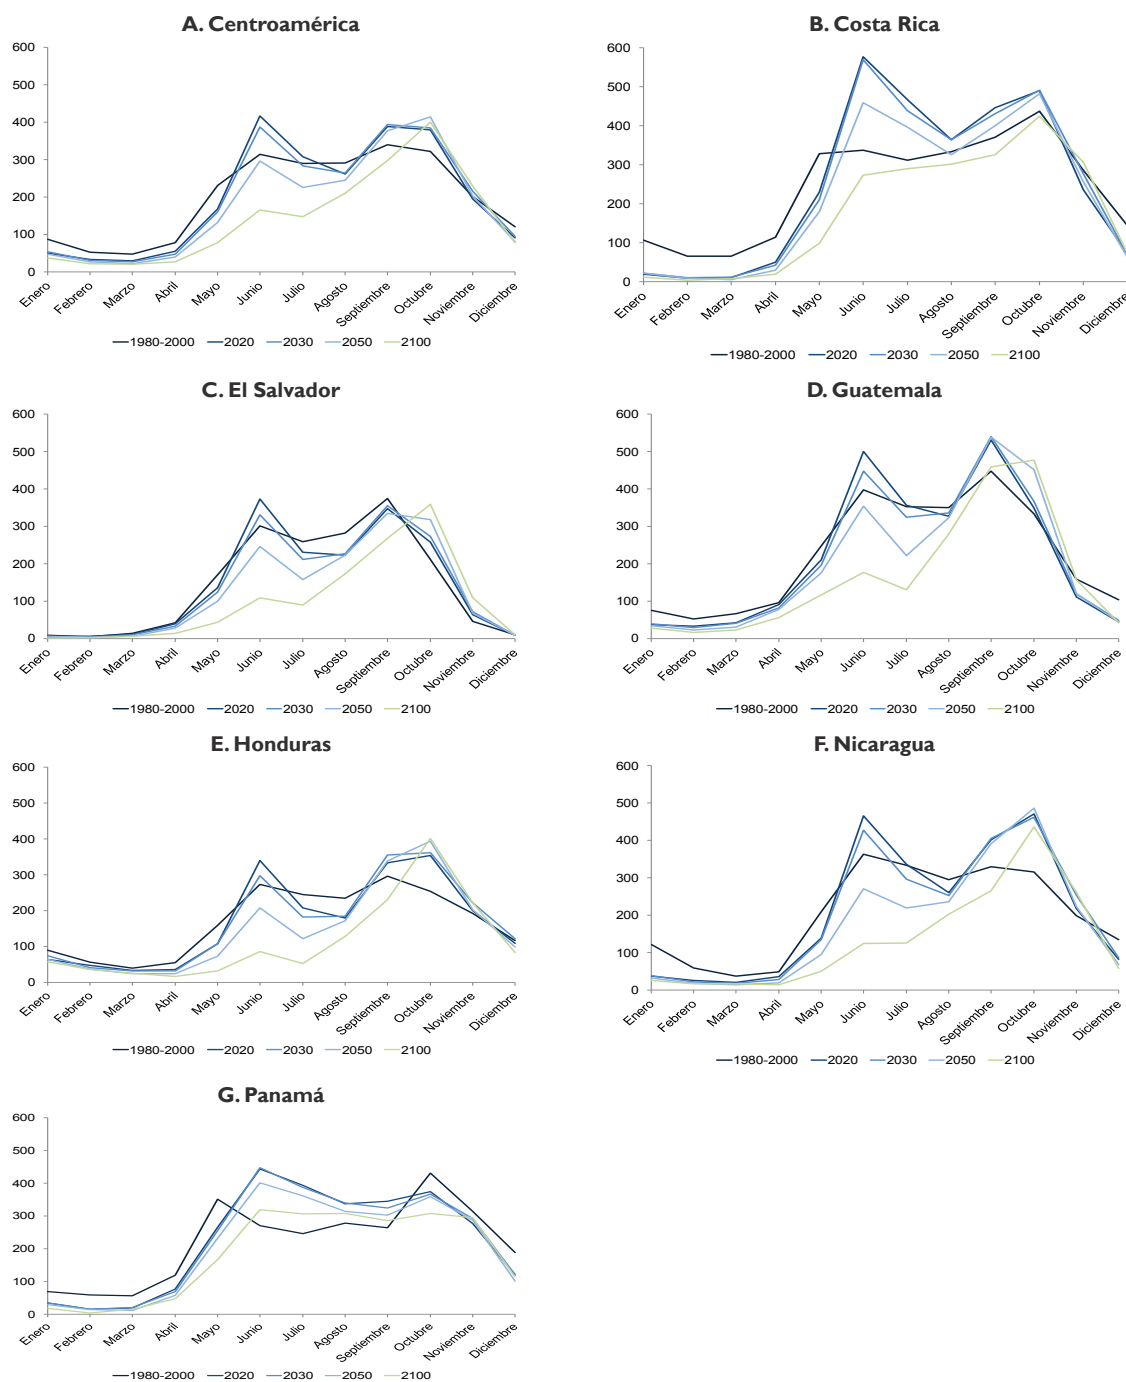 A. Centroamérica
600
500
400
300
200
100
0
Enero
Febrero
Marzo
Abril
Mayo
Junio
Julio
Agosto
Septiembre
Octubre
Noviembre
Diciembre
1980-2000 2020 2030 2050 2100
B. Costa Rica
600
500
400
300
200
100
0
Enero
Febrero
Marzo
Abril
Mayo
Junio
Julio
Agosto
Septiembre
Octubre
Noviembre
Diciembre
1980-2000 2020 2030 2050 2100
C. El Salvador
600
500
400
300
200
100
0
Enero
Febrero
Marzo
Abril
Mayo
Junio
Julio
Agosto
Septiembre
Octubre
Noviembre
Diciembre
1980-2000 2020 2030 2050 2100
D. Guatemala
600
500
400
300
200
100
0
Enero
Febrero
Marzo
Abril
Mayo
Junio
Julio
Agosto
Septiembre
Octubre
Noviembre
Diciembre
1980-2000 2020 2030 2050 2100
E. Honduras
600
500
400
300
200
100
0
Enero
Febrero
Marzo
Abril
Mayo
Junio
Julio
Agosto
Septiembre
Octubre
Noviembre
Diciembre
1980-2000 2020 2030 2050 2100
F. Nicaragua
600
500
400
300
200
100
0
Enero
Febrero
Marzo
Abril
Mayo
Junio
Julio
Agosto
Septiembre
Octubre
Noviembre
Diciembre
1980-2000 2020 2030 2050 2100
G. Panamá
600
500
400
300
200
100
0
Enero
Febrero
Marzo
Abril
Mayo
Junio
Julio
Agosto
Septiembre
Octubre
Noviembre
Diciembre
1980-2000 2020 2030 2050 2100